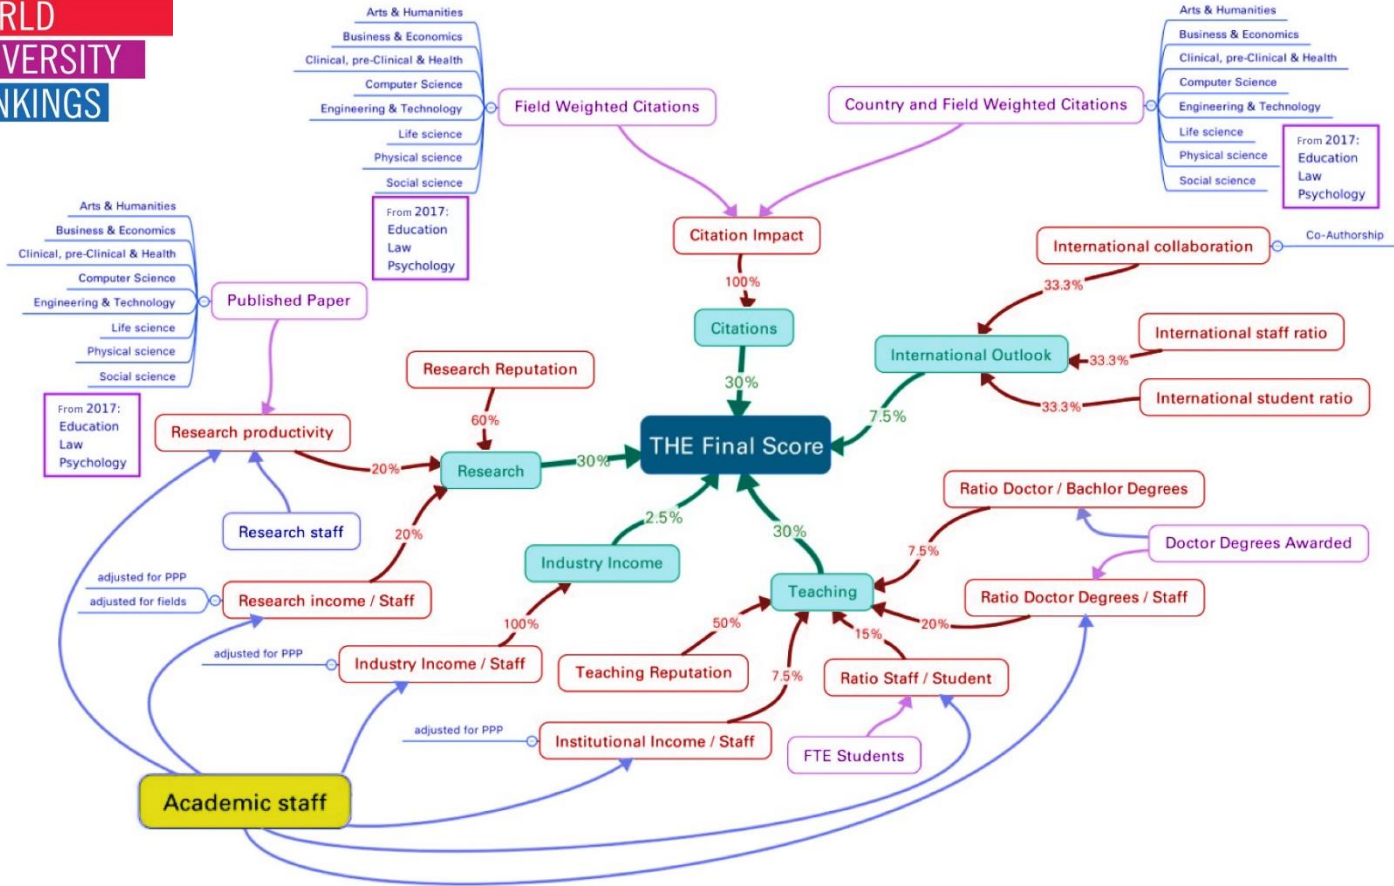 RLD
VERSITY
NKINGS
Arts & Humanities
Business & Economics
Clinical, pre-Clinical & Health
Computer Science
Engineering & Technology
Life science
Physical science
Social science
Field Weighted Citations
From 2017:
Education
Law
Psychology
Country and Field Weighted Citations
Arts & Humanities
Business & Economics
Clinical, pre-Clinical & Health
Computer Science
Engineering & Technology
Life science
Physical science
Social science
From 2017:
Education
Law
Psychology
Arts & Humanities
Business & Economics
Clinical, pre-Clinical & Health
Computer Science
Engineering & Technology
Life science
Physical science
Social science
Published Paper
From 2017:
Education
Law
Psychology
Citation Impact
100%
Citations
30%
International collaboration
Co-Authorship
33.3%
International staff ratio
33.3%
International Outlook
International student ratio
33.3%
7.5%
Research Reputation
60%
Research productivity
20%
Research
30%
THE Final Score
Research staff
20%
adjusted for PPP
adjusted for fields
Research income / Staff
2.5%
Industry Income
100%
adjusted for PPP
Industry Income / Staff
30%
Teaching
Ratio Doctor / Bachlor Degrees
7.5%
Doctor Degrees Awarded
Ratio Doctor Degrees / Staff
20%
50%
Teaching Reputation
15%
Ratio Staff / Student
7.5%
adjusted for PPP
Institutional Income / Staff
FTE Students
Academic staff